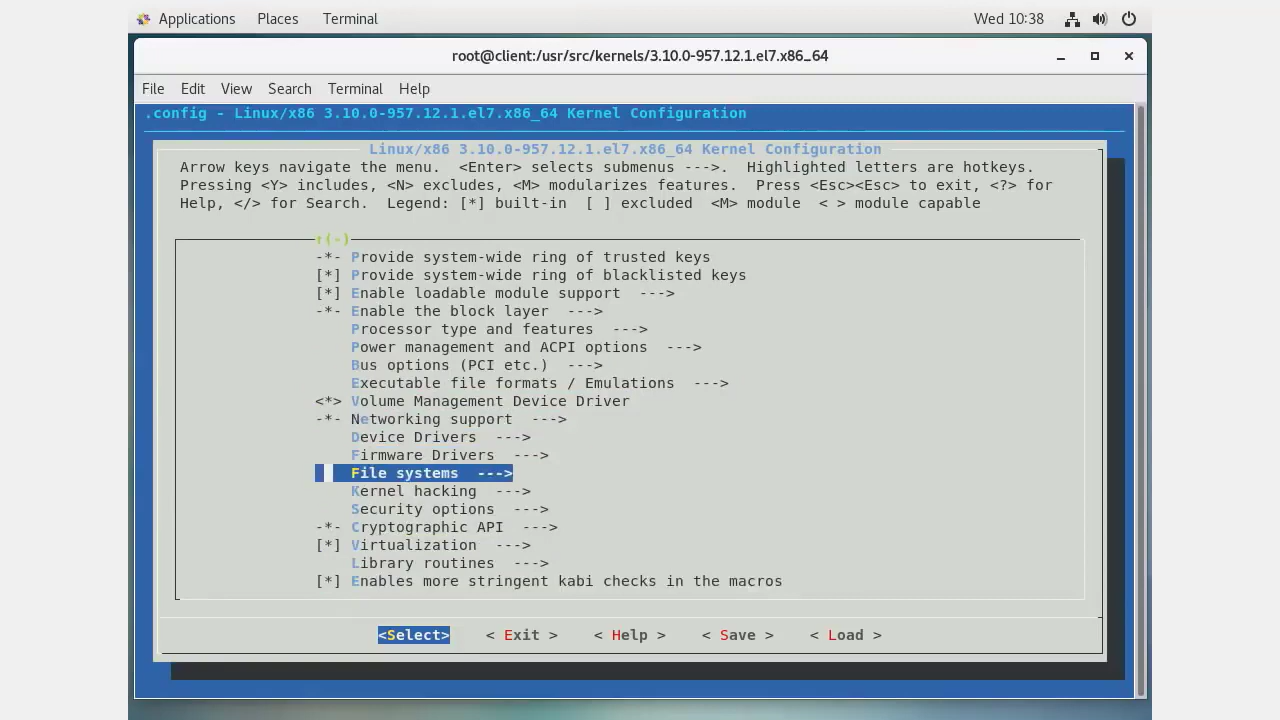 Applications Places Terminal Wed 10:38
root@client:/usr/src/kernels/3.10.0-957.12.1.el7.x86_64
File Edit View Search Terminal Help
.config - Linux/x86 3.10.0-957.12.1.el7.x86_64 Kernel Configuration
Linux/x86 3.10.0-957.12.1.el7.x86_64 Kernel Configuration
Arrow keys navigate the menu. <Enter> selects submenus --->. Highlighted letters are hotkeys.
Pressing <Y> includes, <N> excludes, <M> modularizes features. Press <Esc><Esc> to exit, <?> for
Help, </> for Search. Legend: [*] built-in [ ] excluded <M> module < > module capable
↑(-)
-*- Provide system-wide ring of trusted keys
[*] Provide system-wide ring of blacklisted keys
[*] Enable loadable module support --->
-*- Enable the block layer --->
Processor type and features --->
Power management and ACPI options --->
Bus options (PCI etc.) --->
Executable file formats / Emulations --->
<*> Volume Management Device Driver
-*- Networking support --->
Device Drivers --->
Firmware Drivers --->
File systems --->
Kernel hacking --->
Security options --->
-*- Cryptographic API --->
[*] Virtualization --->
Library routines --->
[*] Enables more stringent kabi checks in the macros
<Select> < Exit > < Help > < Save > < Load >